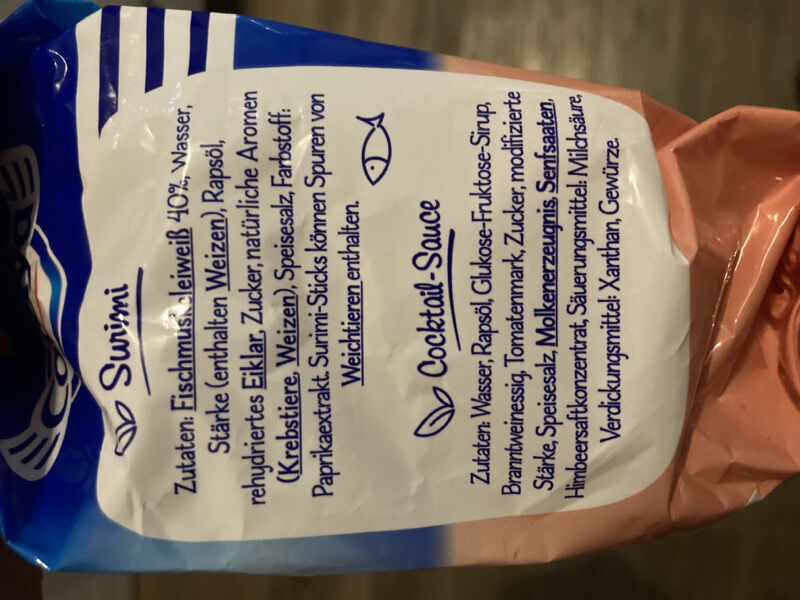 Surimi
Zutaten: Fischmuskeleiweiß 40%, Wasser,
Stärke (enthalten Weizen), Rapsöl,
rehydriertes Eiklar, Zucker, natürliche Aromen
(Krebstiere, Weizen), Speisesalz, Farbstoff:
Paprikaextrakt. Surimi-Sticks können Spuren von
Weichtieren enthalten.
Cocktail-Sauce
Zutaten: Wasser, Rapsöl, Glukose-Fruktose-Sirup,
Branntweinessig, Tomatenmark, Zucker, modifizierte
Stärke, Speisesalz, Molkenerzeugnis, Senfsaaten,
Himbeersaftkonzentrat, Säuerungsmittel: Milchsäure,
Verdickungsmittel: Xanthan, Gewürze.